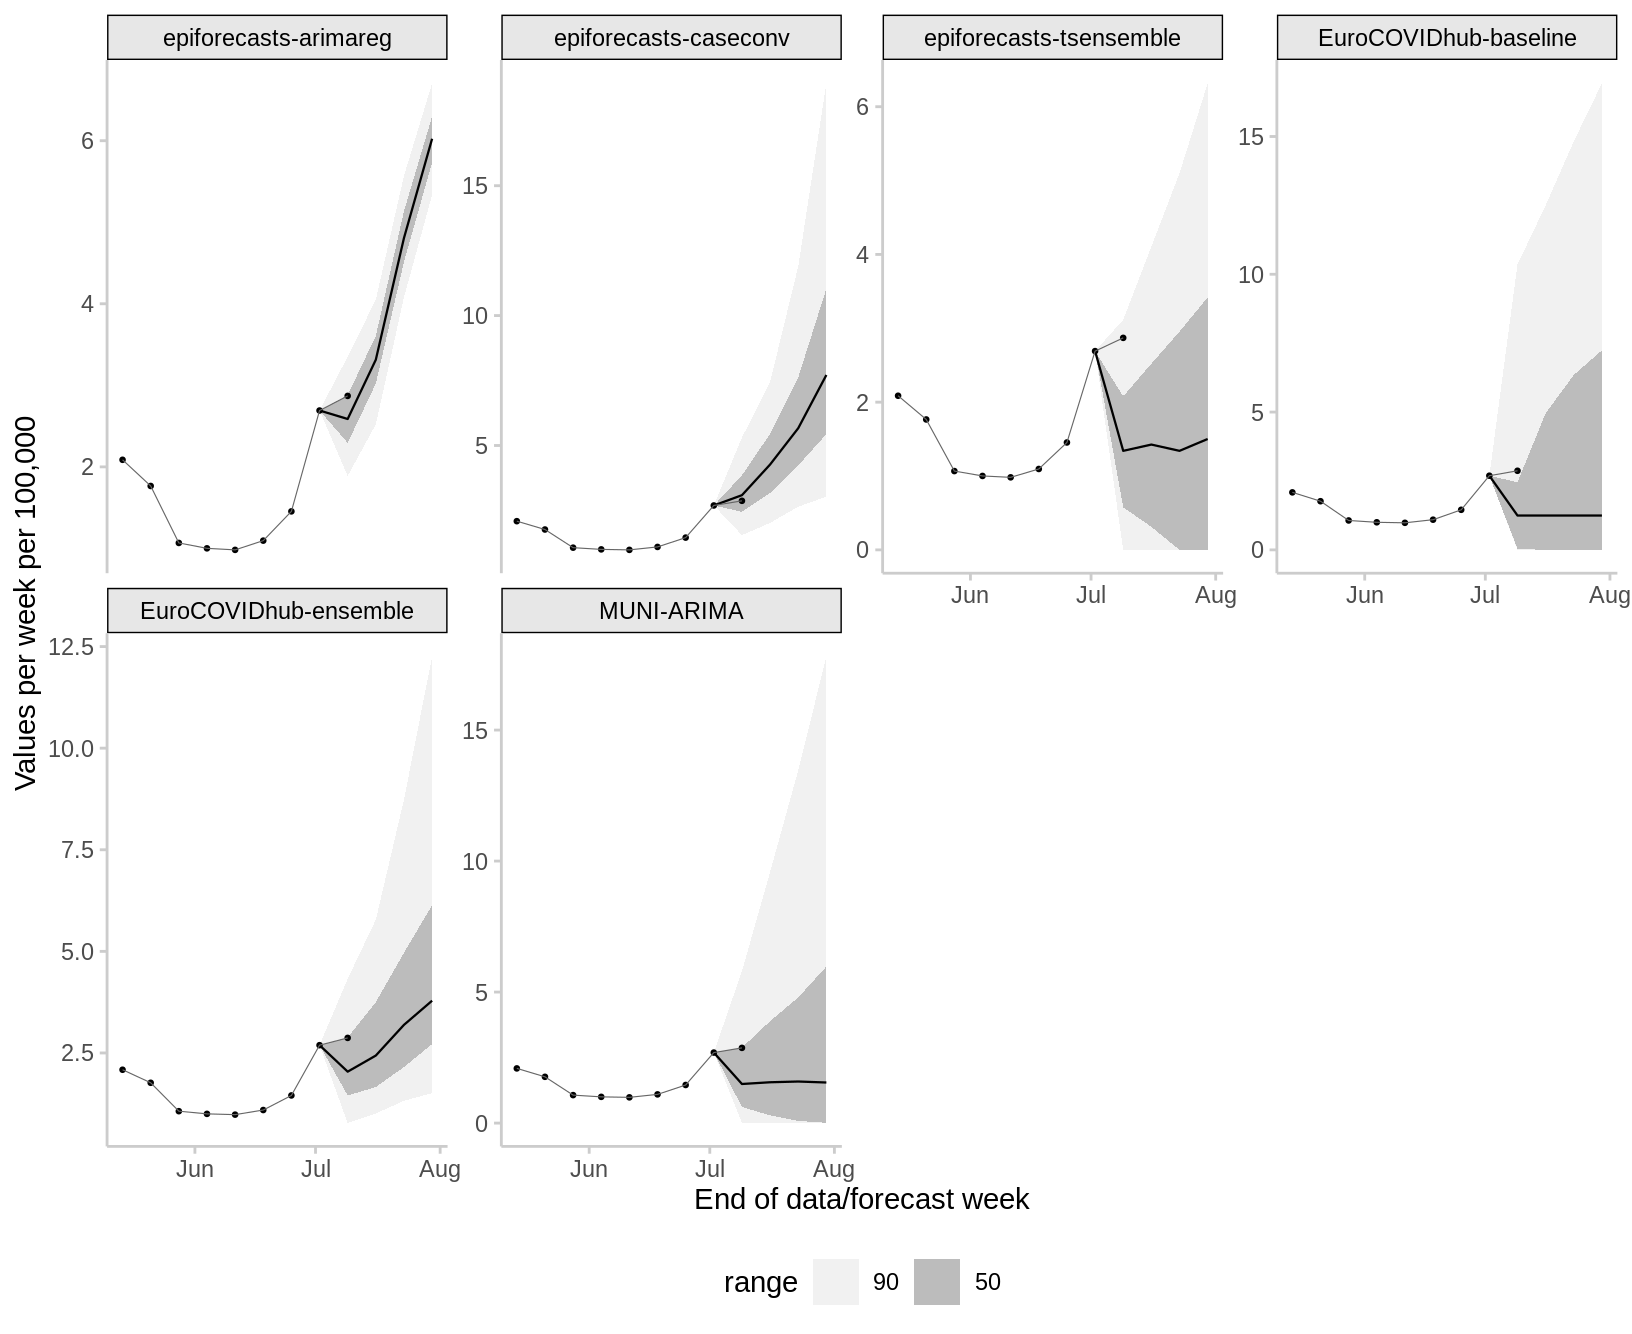 epiforecasts-arimareg
epiforecasts-caseconv
epiforecasts-tsensemble
EuroCOVIDhub-baseline
6
4
2
15
10
5
6
4
2
0
15
10
5
0
Jun Jul Aug
Jun Jul Aug
Values per week per 100,000
EuroCOVIDhub-ensemble
MUNI-ARIMA
12.5
10.0
7.5
5.0
2.5
15
10
5
0
Jun Jul Aug
Jun Jul Aug
End of data/forecast week
range 90 50